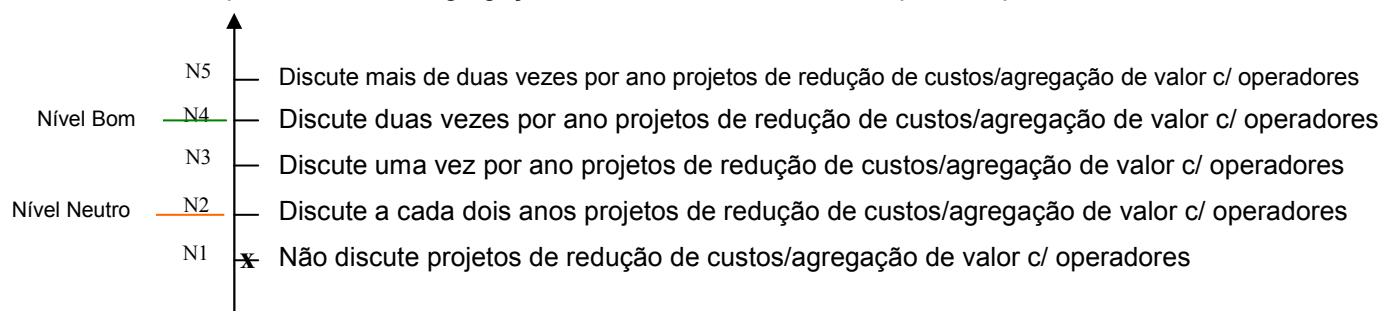 N5 Discute mais de duas vezes por ano projetos de redução de custos/agregação de valor c/ operadores
Nível Bom N4 Discute duas vezes por ano projetos de redução de custos/agregação de valor c/ operadores
N3 Discute uma vez por ano projetos de redução de custos/agregação de valor c/ operadores
Nível Neutro N2 Discute a cada dois anos projetos de redução de custos/agregação de valor c/ operadores
N1 x Não discute projetos de redução de custos/agregação de valor c/ operadores